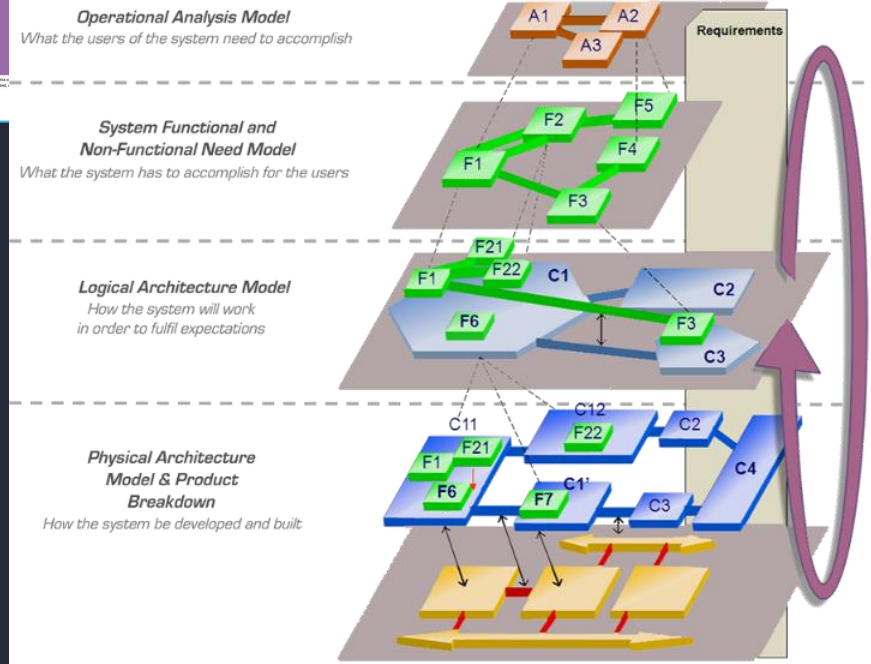 Operational Analysis Model
What the users of the system need to accomplish
A1
A2
A3
Requirements
System Functional and
Non-Functional Need Model
What the system has to accomplish for the users
F5
F2
F4
F1
F3
Logical Architecture Model
How the system will work
in order to fulfil expectations
F21
F22
F1
C1
C2
F6
F3
C3
Physical Architecture
Model & Product
Breakdown
How the system be developed and built
C11
C12
C2
F21
F22
F1
C4
F6
C1'
F7
C3